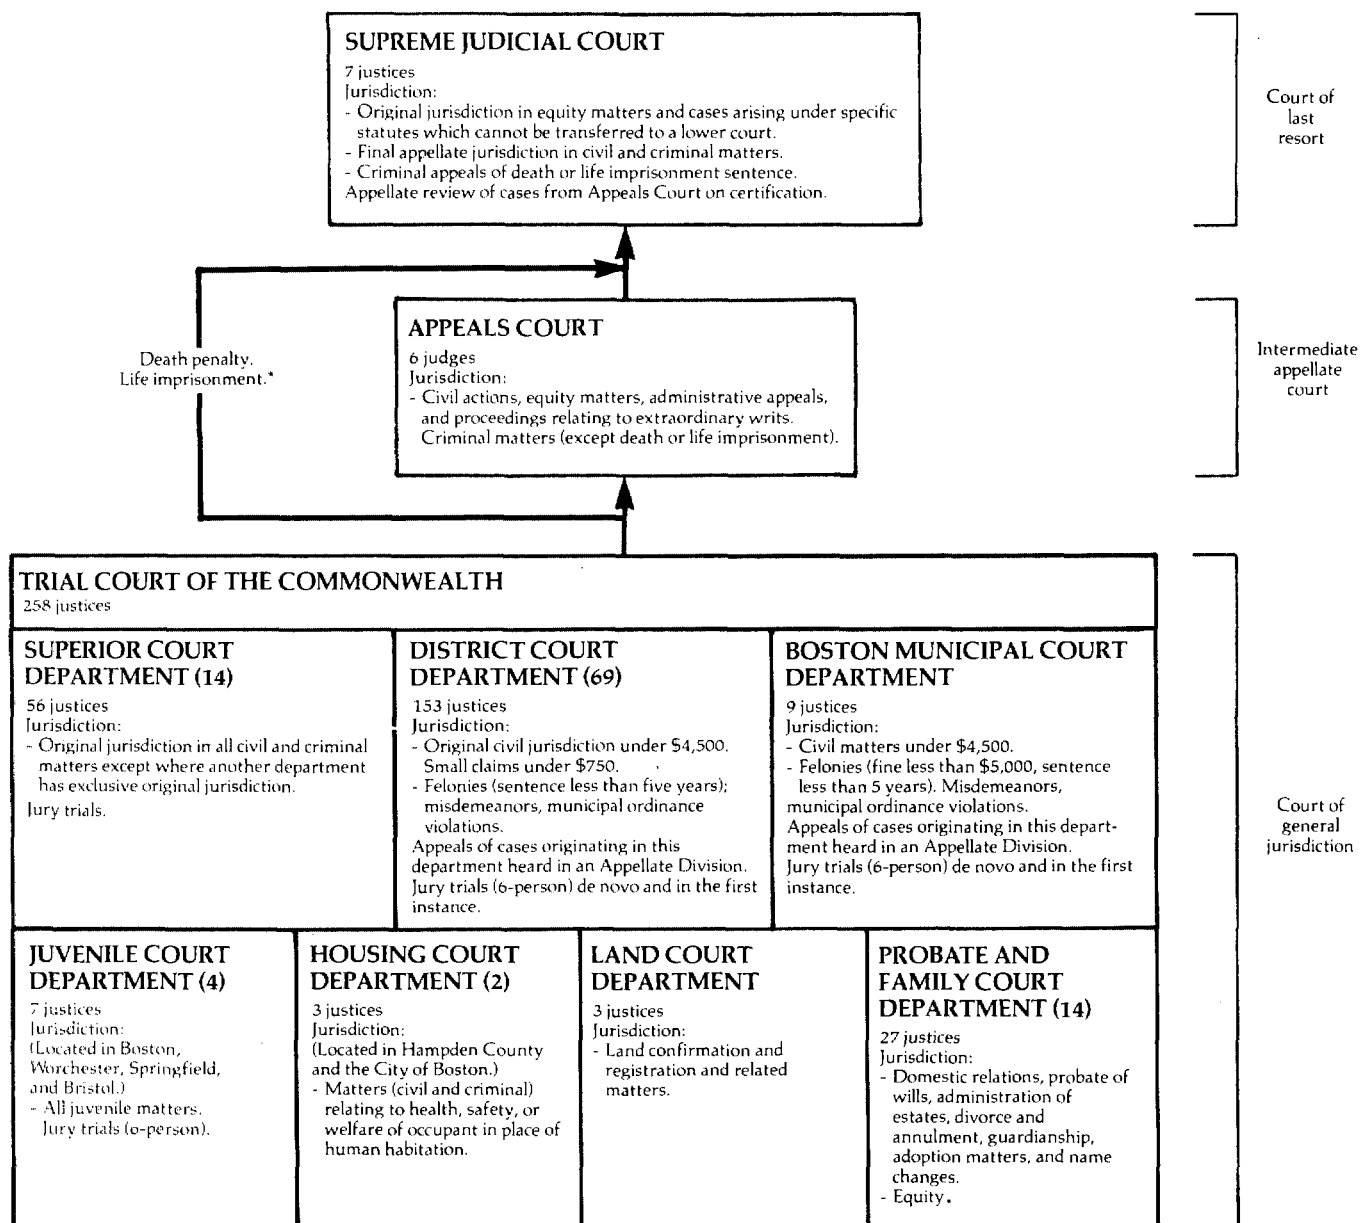 SUPREME JUDICIAL COURT
7 justices
Jurisdiction:
- Original jurisdiction in equity matters and cases arising under specific
statutes which cannot be transferred to a lower court.
- Final appellate jurisdiction in civil and criminal matters.
- Criminal appeals of death or life imprisonment sentence.
Appellate review of cases from Appeals Court on certification.
Court of
last
resort
Death penalty.
Life imprisonment.*
APPEALS COURT
6 judges
Jurisdiction:
- Civil actions, equity matters, administrative appeals,
and proceedings relating to extraordinary writs.
Criminal matters (except death or life imprisonment).
Intermediate
appellate
court
TRIAL COURT OF THE COMMONWEALTH
258 justices
SUPERIOR COURT
DEPARTMENT (14)
56 justices
Jurisdiction:
- Original jurisdiction in all civil and criminal
matters except where another department
has exclusive original jurisdiction.
Jury trials.
DISTRICT COURT
DEPARTMENT (69)
153 justices
Jurisdiction:
- Original civil jurisdiction under $4,500.
Small claims under $750.
- Felonies (sentence less than five years);
misdemeanors, municipal ordinance
violations.
Appeals of cases originating in this
department heard in an Appellate Division.
Jury trials (6-person) de novo and in the first
instance.
BOSTON MUNICIPAL COURT
DEPARTMENT
9 justices
Jurisdiction:
- Civil matters under $4,500.
- Felonies (fine less than $5,000, sentence
less than 5 years). Misdemeanors,
municipal ordinance violations.
Appeals of cases originating in this depart-
ment heard in an Appellate Division.
Jury trials (6-person) de novo and in the first
instance.
Court of
general
jurisdiction
JUVENILE COURT
DEPARTMENT (4)
7 justices
Jurisdiction:
(Located in Boston,
Worchester, Springfield,
and Bristol.)
- All juvenile matters.
Jury trials (6-person).
HOUSING COURT
DEPARTMENT (2)
3 justices
Jurisdiction:
(Located in Hampden County
and the City of Boston.)
- Matters (civil and criminal)
relating to health, safety, or
welfare of occupant in place of
human habitation.
LAND COURT
DEPARTMENT
3 justices
Jurisdiction:
- Land confirmation and
registration and related
matters.
PROBATE AND
FAMILY COURT
DEPARTMENT (14)
27 justices
Jurisdiction:
- Domestic relations, probate of
wills, administration of
estates, divorce and
annulment, guardianship,
adoption matters, and name
changes.
- Equity.